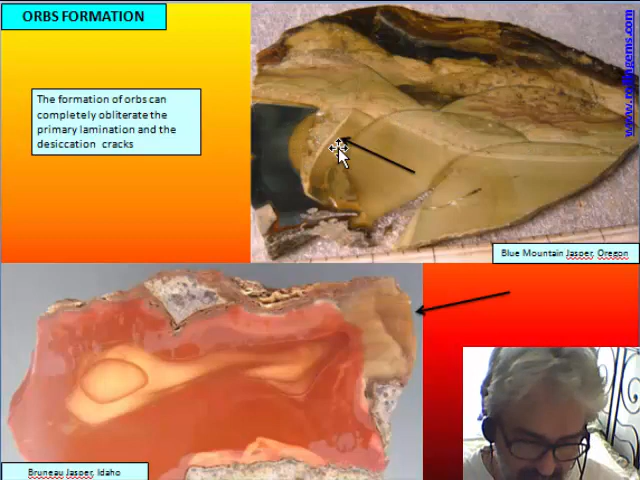 ORBS FORMATION
The formation of orbs can
completely obliterate the
primary lamination and the
desiccation cracks
Blue Mountain Jasper, Oregon
Bruneau Jasper, Idaho